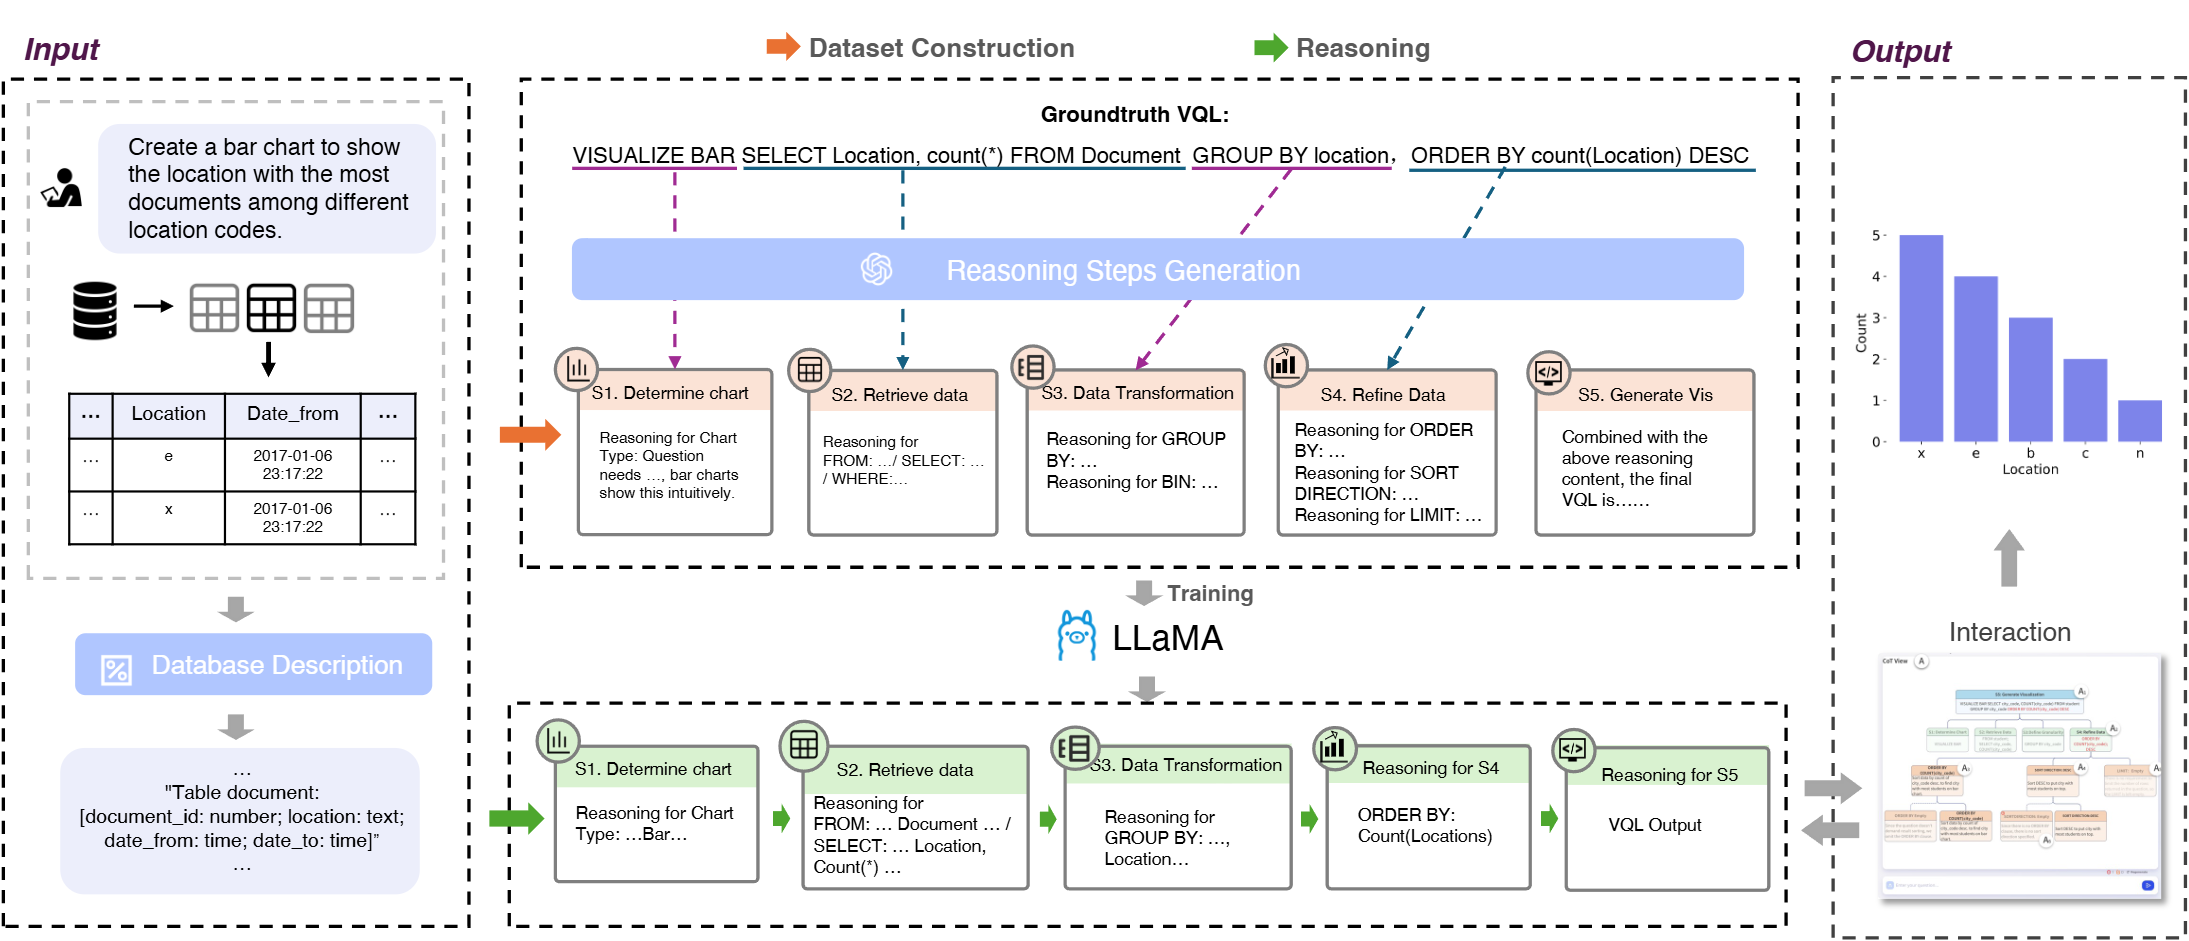 Input
Dataset Construction
Reasoning
Output
Create a bar chart to show
the location with the most
documents among different
location codes.
... Location Date_from ...
... e 2017-01-06
23:17:22 ...
... x 2017-01-06
23:17:22 ...
Database Description
...
"Table document:
[document_id: number; location: text;
date_from: time; date_to: time]”
...
Groundtruth VQL:
VISUALIZE BAR SELECT Location, count(*) FROM Document GROUP BY location, ORDER BY count(Location) DESC
Reasoning Steps Generation
S1. Determine chart
Reasoning for Chart
Type: Question
needs ..., bar charts
show this intuitively.
S2. Retrieve data
Reasoning for
FROM: .../ SELECT: ...
/ WHERE:...
S3. Data Transformation
Reasoning for GROUP
BY: ...
Reasoning for BIN: ...
S4. Refine Data
Reasoning for ORDER
BY: ...
Reasoning for SORT
DIRECTION: ...
Reasoning for LIMIT: ...
S5. Generate Vis
Combined with the
above reasoning
content, the final
VQL is......
Training
LLaMA
S1. Determine chart
Reasoning for Chart
Type: ...Bar...
S2. Retrieve data
Reasoning for
FROM: ... Document ... /
SELECT: ... Location,
Count(*) ...
S3. Data Transformation
Reasoning for
GROUP BY: ...,
Location...
Reasoning for S4
ORDER BY:
Count(Locations)
Reasoning for S5
VQL Output
5
4
3
2
1
0
Count
x e b c n
Location
Interaction
CoT View A